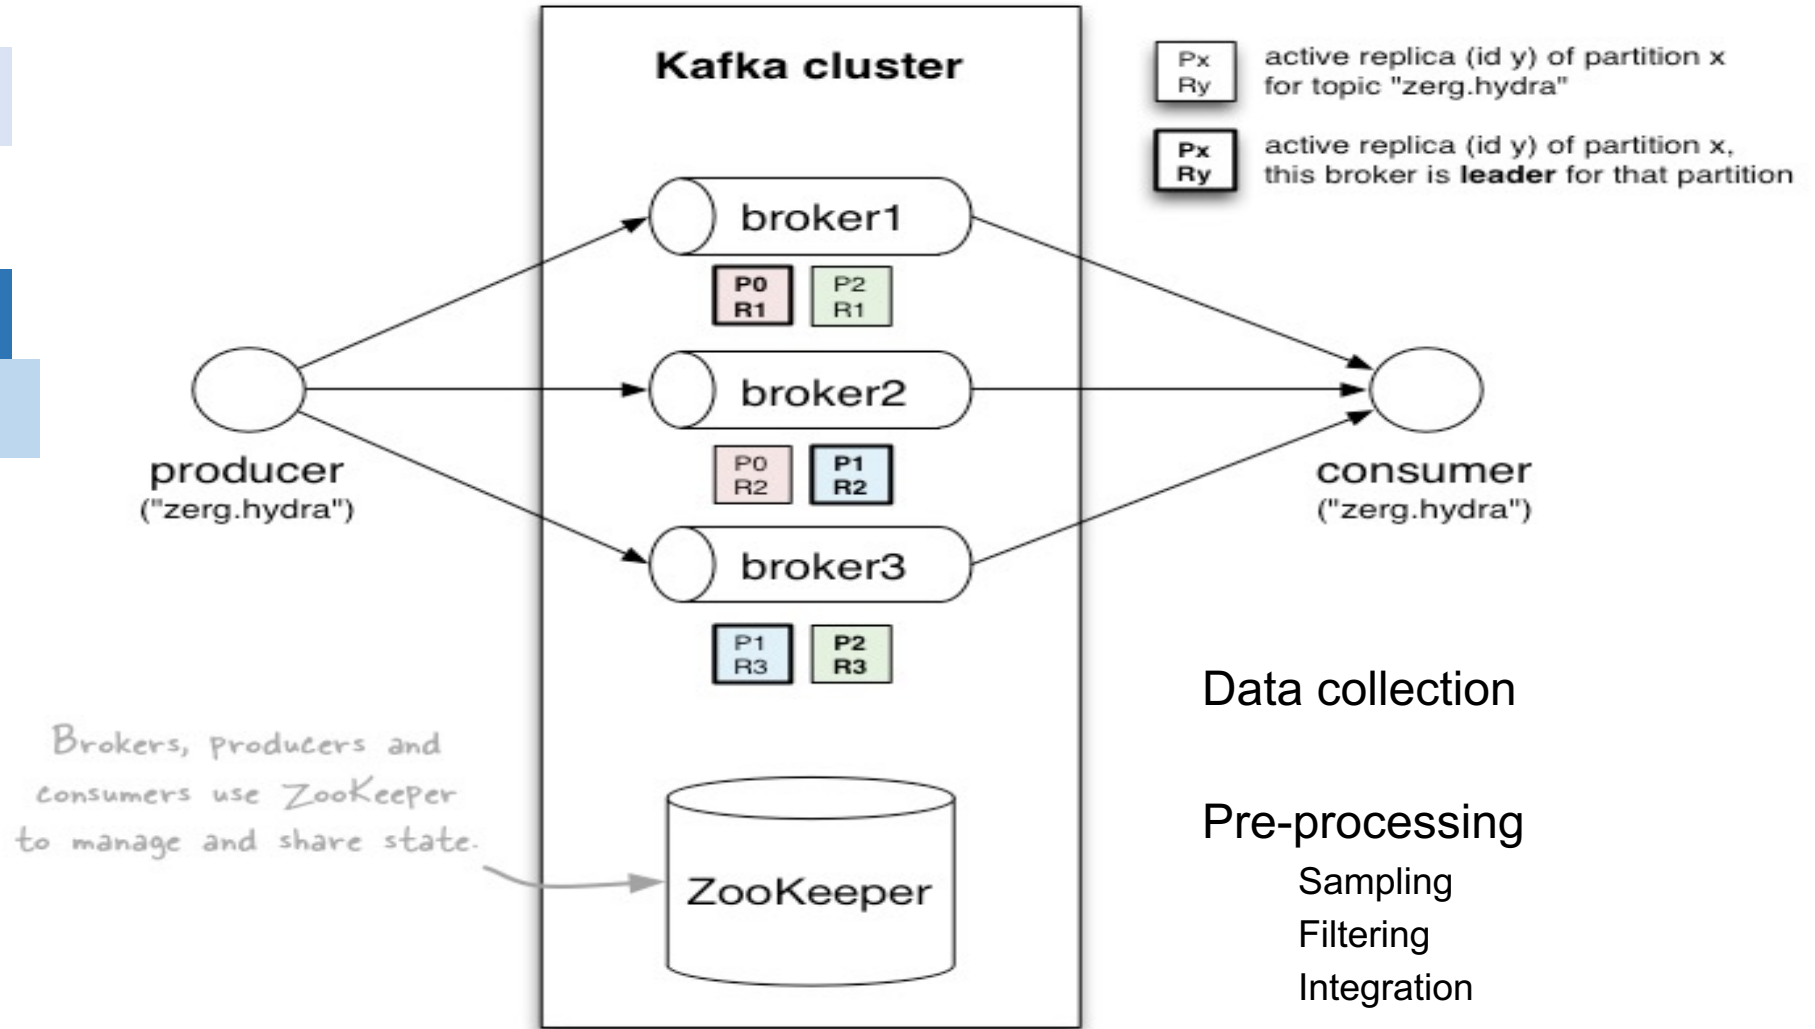 Kafka cluster
Px
Ry
active replica (id y) of partition x
for topic "zerg.hydra"
Px
Ry
active replica (id y) of partition x,
this broker is leader for that partition
broker1
P0
R1
P2
R1
broker2
P0
R2
P1
R2
producer
("zerg.hydra")
consumer
("zerg.hydra")
broker3
P1
R3
P2
R3
Brokers, producers and
consumers use ZooKeeper
to manage and share state.
ZooKeeper
Data collection
Pre-processing
Sampling
Filtering
Integration